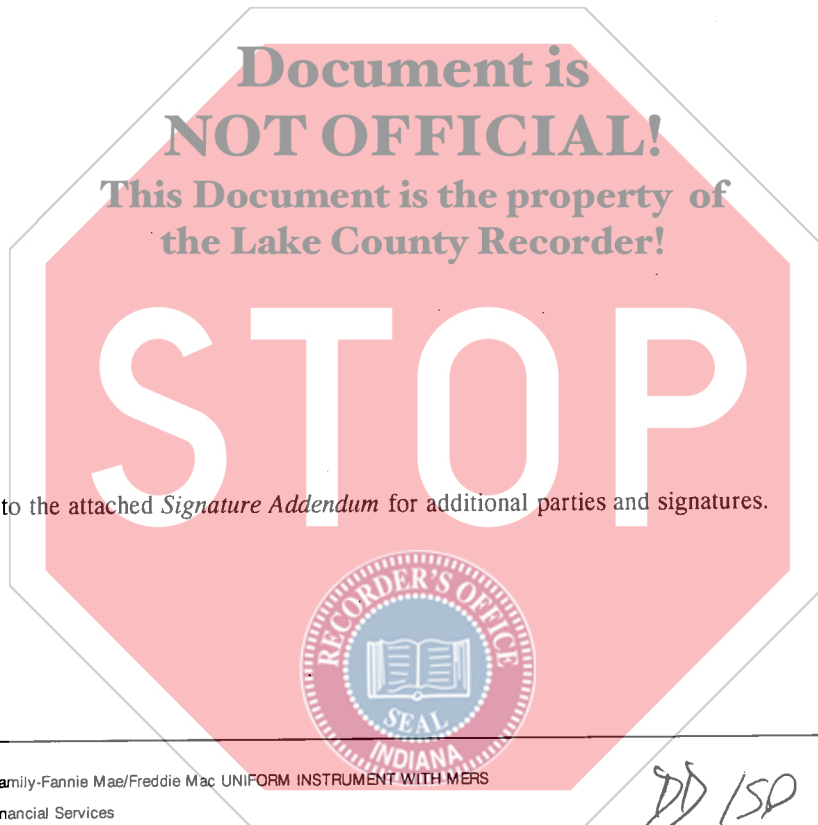 Document is
NOT OFFICIAL!
This Document is the property of
the Lake County Recorder!
STOP
to the attached Signature Addendum for additional parties and signatures.
RECORDER'S OFFICE
SEAL
INDIANA
amily-Fannie Mae/Freddie Mac UNIFORM INSTRUMENT WITH MERS
nancial Services